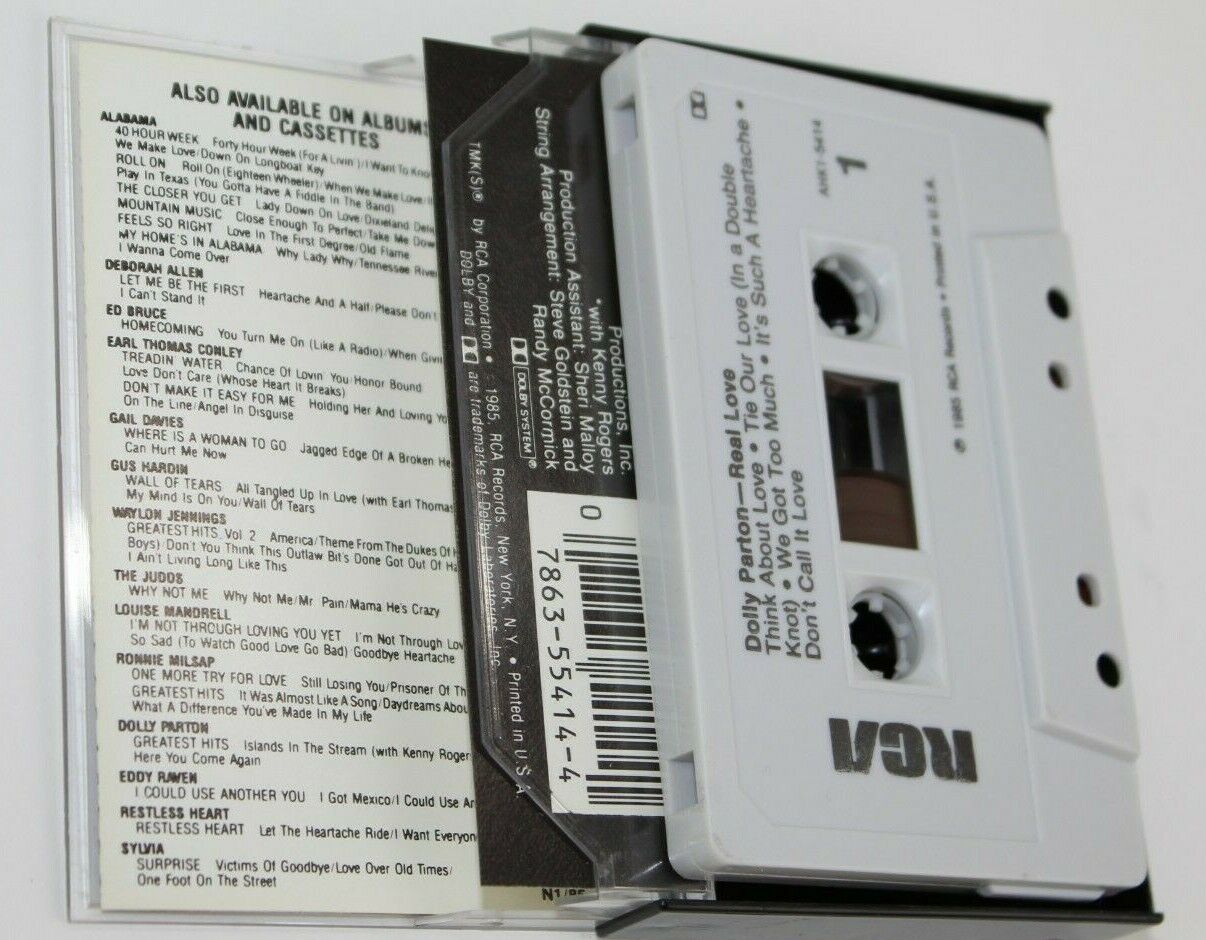 ALSO AVAILABLE ON ALBUMS
AND CASSETTES
ALABAMA
40 HOUR WEEK Forty Hour Week (For A Livin')/I Want To Know
We Make Love/Down On Longboat Key
ROLL ON Roll On (Eighteen Wheeler)/When We Make Love/
Play In Texas (You Gotta Have A Fiddle In The Band)
THE CLOSER YOU GET Lady Down On Love/Dixieland
MOUNTAIN MUSIC Close Enough To Perfect/Take Me Dow
FEELS SO RIGHT Love In The First Degree/Old Flame
MY HOME'S IN ALABAMA Why Lady Why/Tennessee River
I Wanna Come Over
DEBORAH ALLEN
LET ME BE THE FIRST Heartache And A Half/Please Don't
I Can't Stand It
ED BRUCE
HOMECOMING You Turn Me On (Like A Radio)/When Givin
EARL THOMAS CONLEY
TREADIN' WATER Chance Of Lovin' You/Honor Bound
Love Don't Care (Whose Heart It Breaks)
DON'T MAKE IT EASY FOR ME Holding Her And Loving Yo
On The Line/Angel In Disguise
GAIL DAVIES
WHERE IS A WOMAN TO GO Jagged Edge Of A Broken He
Can Hurt Me Now
GUS HARDIN
WALL OF TEARS All Tangled Up In Love (with Earl Thomas
My Mind Is On You/Wall Of Tears
WAYLON JENNINGS
GREATEST HITS, Vol. 2 America/Theme From The Dukes Of H
Boys)/Don't You Think This Outlaw Bit's Done Got Out Of Ha
I Ain't Living Long Like This
THE JUDDS
WHY NOT ME Why Not Me/Mr. Pain/Mama He's Crazy
LOUISE MANDRELL
I'M NOT THROUGH LOVING YOU YET I'm Not Through Lov
So Sad (To Watch Good Love Go Bad) Goodbye Heartache
RONNIE MILSAP
ONE MORE TRY FOR LOVE Still Losing You/Prisoner Of Th
GREATEST HITS It Was Almost Like A Song/Daydreams Abou
What A Difference You've Made In My Life
DOLLY PARTON
GREATEST HITS Islands In The Stream (with Kenny Roger
Here You Come Again
EDDY RAVEN
I COULD USE ANOTHER YOU I Got Mexico/I Could Use An
RESTLESS HEART
RESTLESS HEART Let The Heartache Ride/I Want Everyon
SYLVIA
SURPRISE Victims Of Goodbye/Love Over Old Times/
One Foot On The Street
N1/85
Productions, Inc.
*with Kenny Rogers
Production Assistant: Sheri Malloy
String Arrangement: Steve Goldstein and
Randy McCormick
DOLBY SYSTEM ®
TMK(S)® by RCA Corporation • 1985, RCA Records, New York, N.Y. • Printed in U.S.A.
DOLBY and are trademarks of Dolby Laboratories, Inc.
0 7863-55414-4
AHK1-5414
1
Dolly Parton—Real Love
Think About Love • Tie Our Love (In a Double
Knot) • We Got Too Much • It's Such A Heartache •
Don't Call It Love
℗ 1985 RCA Records • Printed in U.S.A.
RCA